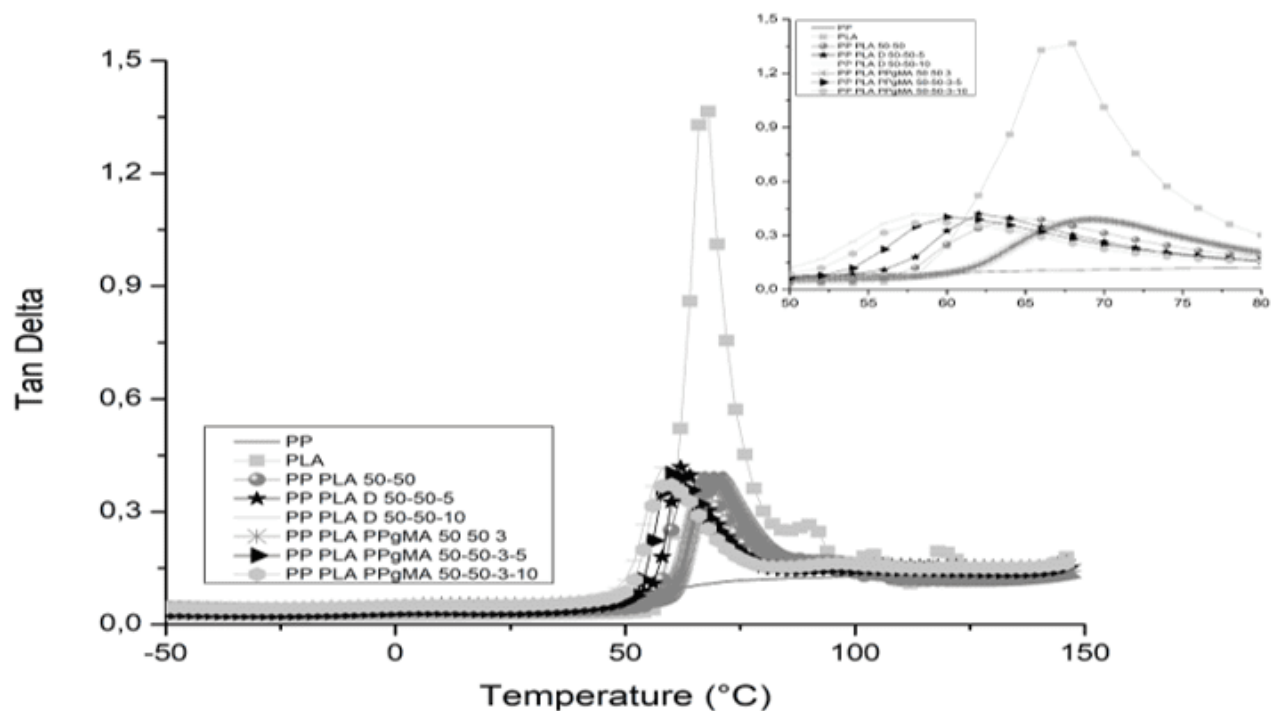 1,5
1,2
0,9
0,6
0,3
0,0
Tan Delta
-50
0
50
100
150
Temperature (°C)
PP
PLA
PP PLA 50-50
PP PLA D 50-50-5
PP PLA D 50-50-10
PP PLA PPgMA 50 50 3
PP PLA PPgMA 50-50-3-5
PP PLA PPgMA 50-50-3-10
1,5
1,2
0,9
0,6
0,3
0,0
50
55
60
65
70
75
80
PP
PLA
PP PLA 50-50
PP PLA D 50-50-5
PP PLA D 50-50-10
PP PLA PPgMA 50 50 3
PP PLA PPgMA 50-50-3-5
PP PLA PPgMA 50-50-3-10